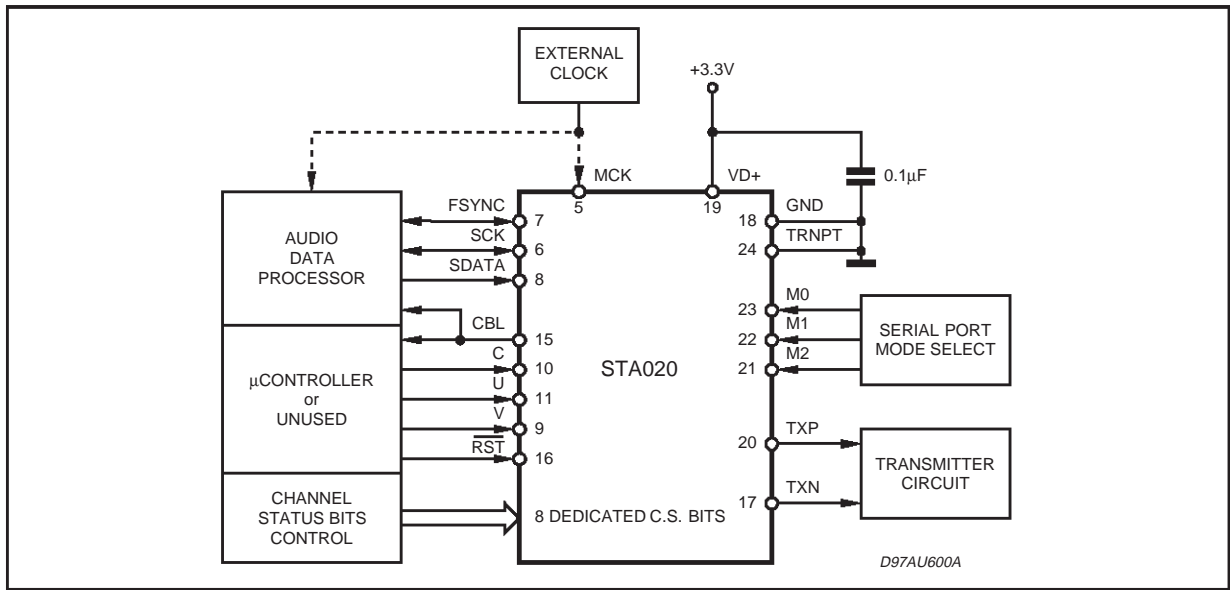 EXTERNAL
CLOCK
+3.3V
MCK
VD+
0.1µF
5
19
AUDIO
DATA
PROCESSOR
FSYNC
7
SCK
6
SDATA
8
18
GND
24
TRNPT
CBL
15
µCONTROLLER
or
UNUSED
C
10
U
11
V
9
RST
16
STA020
23
M0
22
M1
21
M2
SERIAL PORT
MODE SELECT
20
TXP
17
TXN
TRANSMITTER
CIRCUIT
CHANNEL
STATUS BITS
CONTROL
8 DEDICATED C.S. BITS
D97AU600A